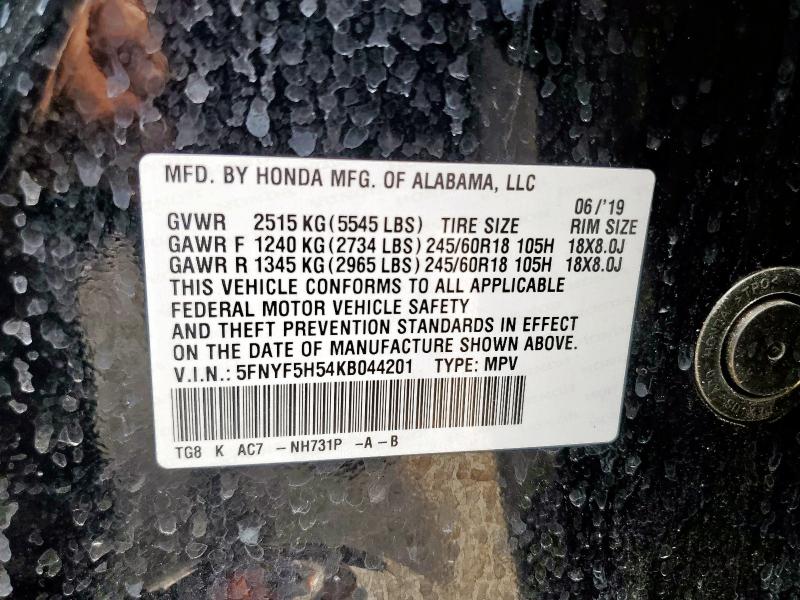 MFD. BY HONDA MFG. OF ALABAMA, LLC
06/'19
GVWR 2515 KG (5545 LBS) TIRE SIZE RIM SIZE
GAWR F 1240 KG (2734 LBS) 245/60R18 105H 18X8.0J
GAWR R 1345 KG (2965 LBS) 245/60R18 105H 18X8.0J
THIS VEHICLE CONFORMS TO ALL APPLICABLE
FEDERAL MOTOR VEHICLE SAFETY
AND THEFT PREVENTION STANDARDS IN EFFECT
ON THE DATE OF MANUFACTURE SHOWN ABOVE.
V.I.N.: 5FNYF5H54KB044201 TYPE: MPV
TG8 K AC7 -NH731P -A -B